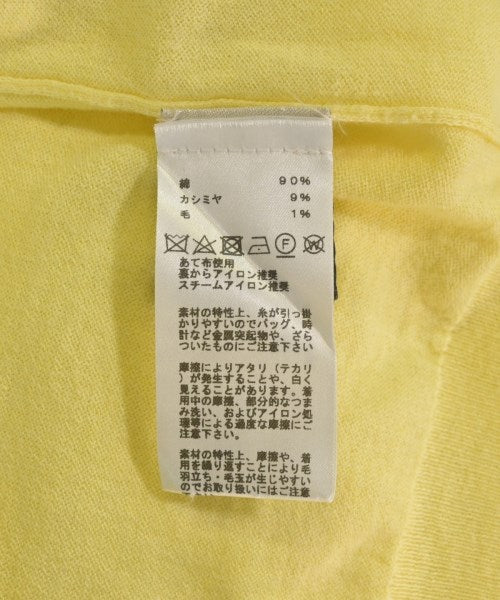 綿 90%
カシミヤ 9%
毛 1%
F W
あて布使用
裏からアイロン推奨
スチームアイロン推奨
素材の特性上、糸が引っ掛
かりやすいのでバッグ、時
計など金属突起物や、ざら
ついたものにご注意下さい
摩擦によりアタリ(テカリ
)が発生することや、白く
見えることがあります。着
用中の摩擦、部分的なつま
み洗い、およびアイロン処
理等による過度な摩擦にご
注意ください。
素材の特性上、摩擦や、着
用を繰り返すことにより毛
羽立ち・毛玉が生じやすい
のでお取り扱いにはご注意